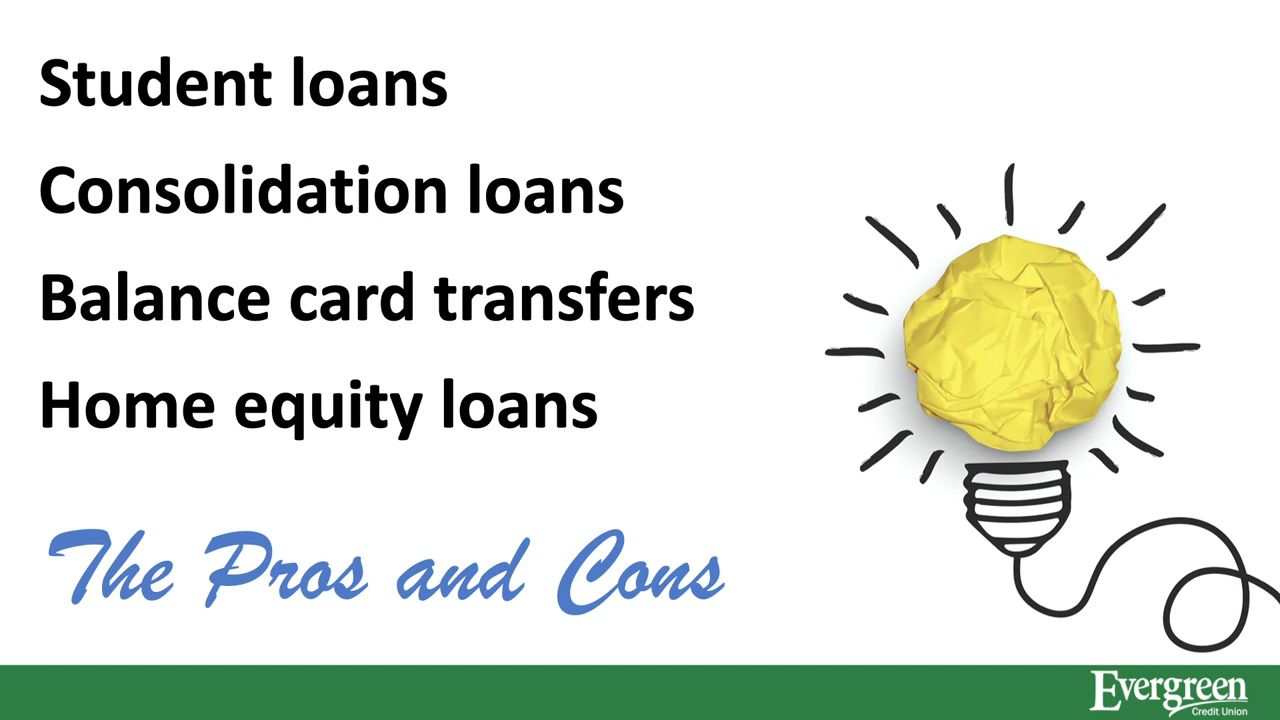 Student loans
Consolidation loans
Balance card transfers
Home equity loans
The Pros and Cons
Evergreen
Credit Union